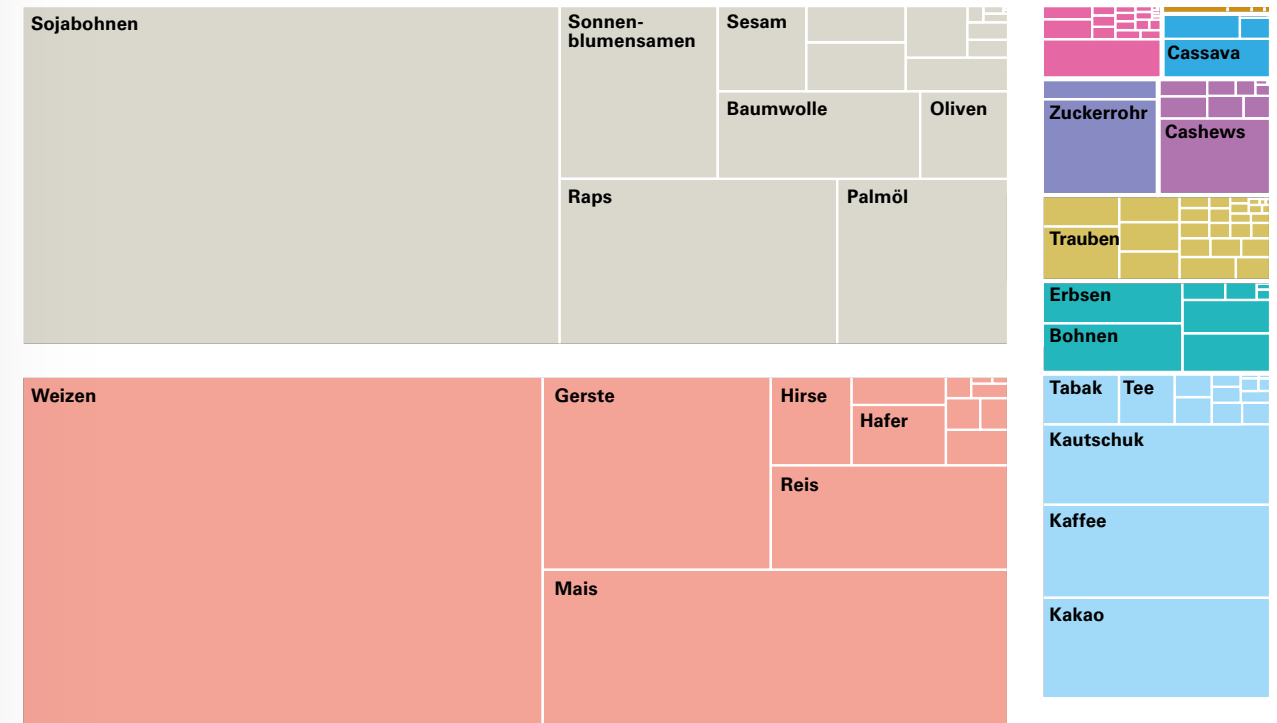 Sojabohnen
Sonnen-
blumensamen
Sesam
Baumwolle
Oliven
Raps
Palmöl
Weizen
Gerste
Hirse
Hafer
Reis
Mais
Cassava
Zuckerrohr
Cashews
Trauben
Erbsen
Bohnen
Tabak
Tee
Kautschuk
Kaffee
Kakao